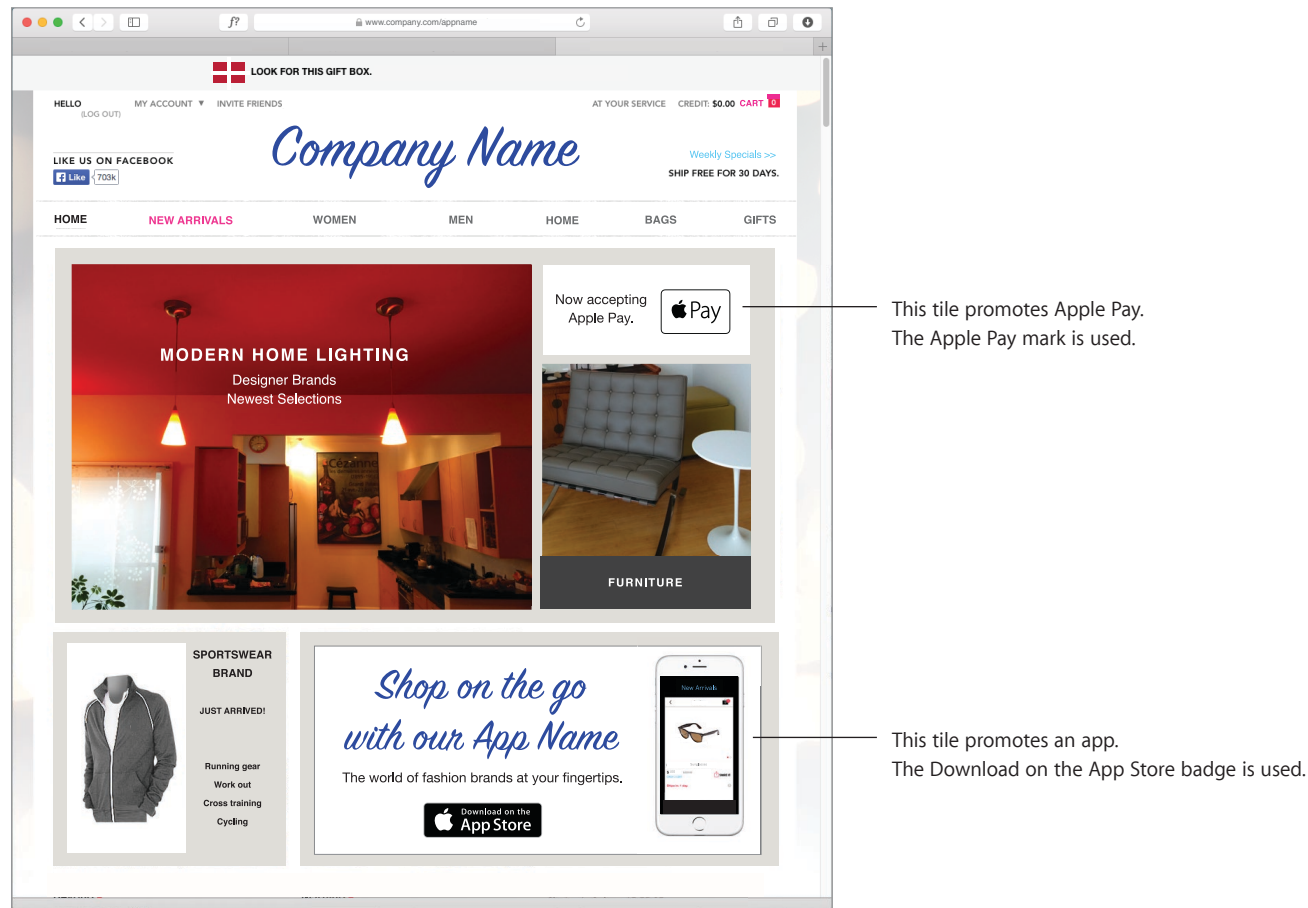 f?
www.company.com/appname
LOOK FOR THIS GIFT BOX.
HELLO
(LOG OUT)
MY ACCOUNT ▼ INVITE FRIENDS
AT YOUR SERVICE CREDIT: $0.00 CART 0
Company Name
LIKE US ON FACEBOOK
Like 703k
Weekly Specials >>
SHIP FREE FOR 30 DAYS.
HOME NEW ARRIVALS WOMEN MEN HOME BAGS GIFTS
MODERN HOME LIGHTING
Designer Brands
Newest Selections
Cézanne
Now accepting
Apple Pay.
Pay
This tile promotes Apple Pay.
The Apple Pay mark is used.
FURNITURE
SPORTSWEAR
BRAND
JUST ARRIVED!
Running gear
Work out
Cross training
Cycling
Shop on the go
with our App Name
The world of fashion brands at your fingertips.
Download on the
App Store
New Arrivals
This tile promotes an app.
The Download on the App Store badge is used.